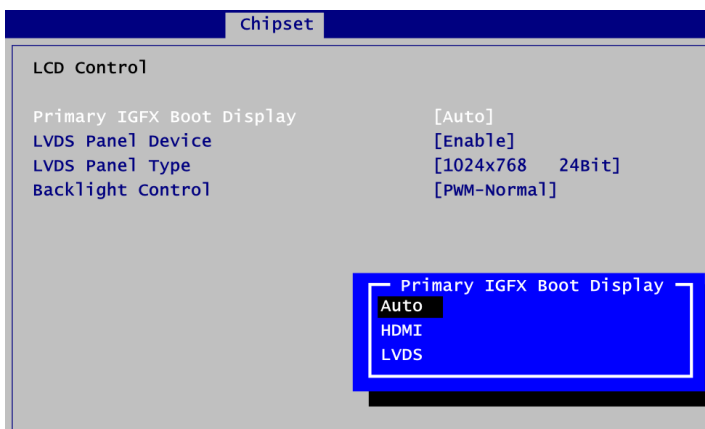 Chipset
LCD Control
Primary IGFX Boot Display [Auto]
LVDS Panel Device [Enable]
LVDS Panel Type [1024x768 24Bit]
Backlight Control [PWM-Normal]
Primary IGFX Boot Display
Auto
HDMI
LVDS